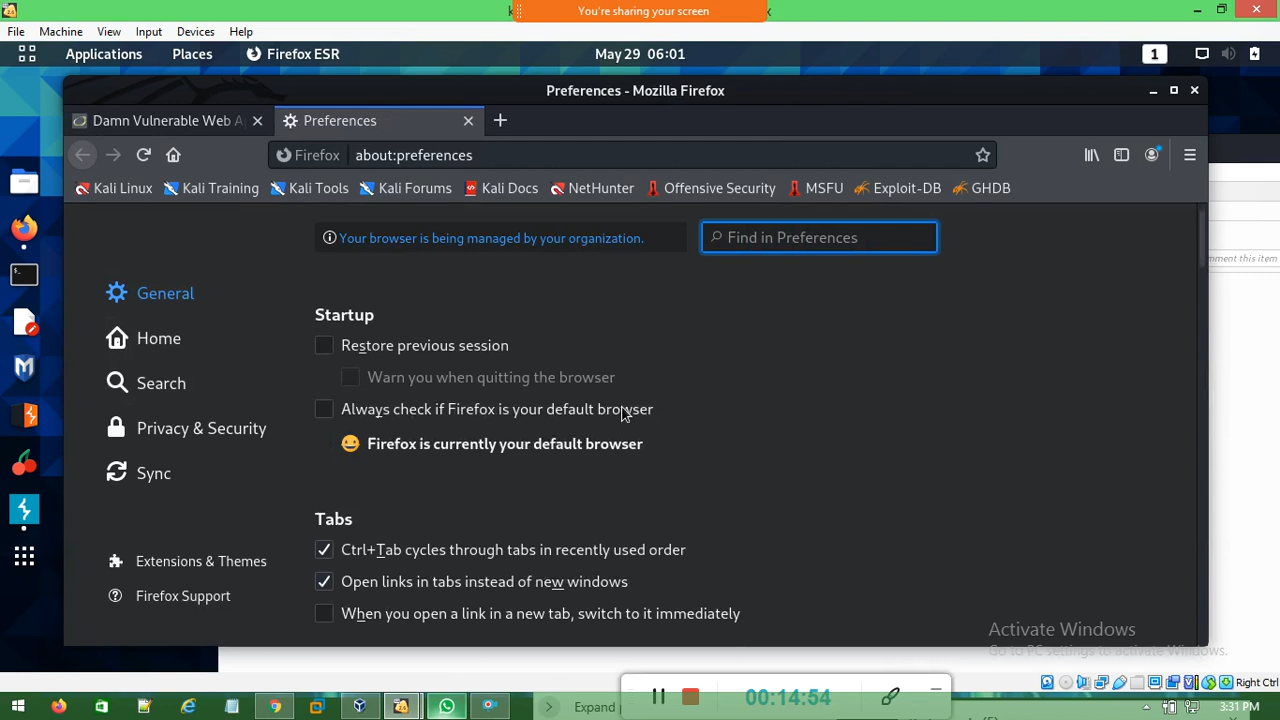 You're sharing your screen
File Machine View Input Devices Help
Applications Places Firefox ESR May 29 06:01 1
Preferences - Mozilla Firefox
Damn Vulnerable Web A Preferences
Firefox about:preferences
Kali Linux Kali Training Kali Tools Kali Forums Kali Docs NetHunter Offensive Security MSFU Exploit-DB GHDB
Your browser is being managed by your organization. Find in Preferences
omment this item
General
Home
Search
Privacy & Security
Sync
Extensions & Themes
Firefox Support
Startup
Restore previous session
Warn you when quitting the browser
Always check if Firefox is your default browser
Firefox is currently your default browser
Tabs
Ctrl+Tab cycles through tabs in recently used order
Open links in tabs instead of new windows
When you open a link in a new tab, switch to it immediately
Activate Windows
Go to PC settings to activate Windows.
Right Ctrl
00:14:54
Expand p
3:31 PM